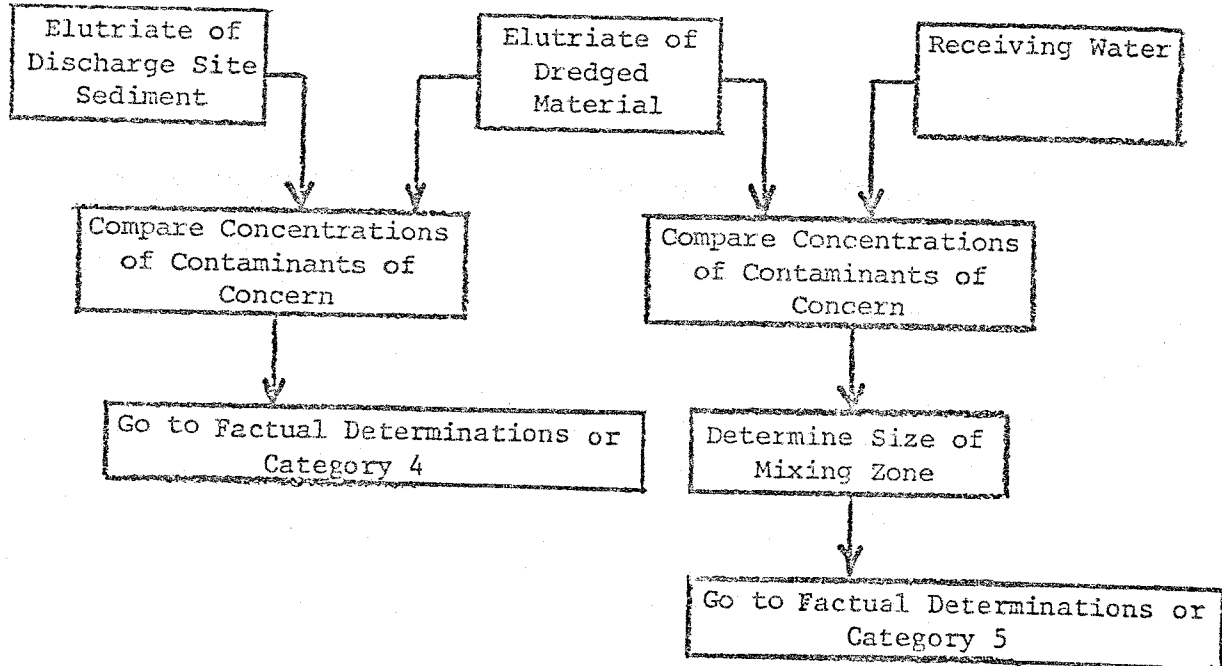 Elutriate of
Discharge Site
Sediment
Elutriate of
Dredged
Material
Receiving Water
Compare Concentrations
of Contaminants of
Concern
Compare Concentrations
of Contaminants of
Concern
Go to Factual Determinations or
Category 4
Determine Size of
Mixing Zone
Go to Factual Determinations or
Category 5